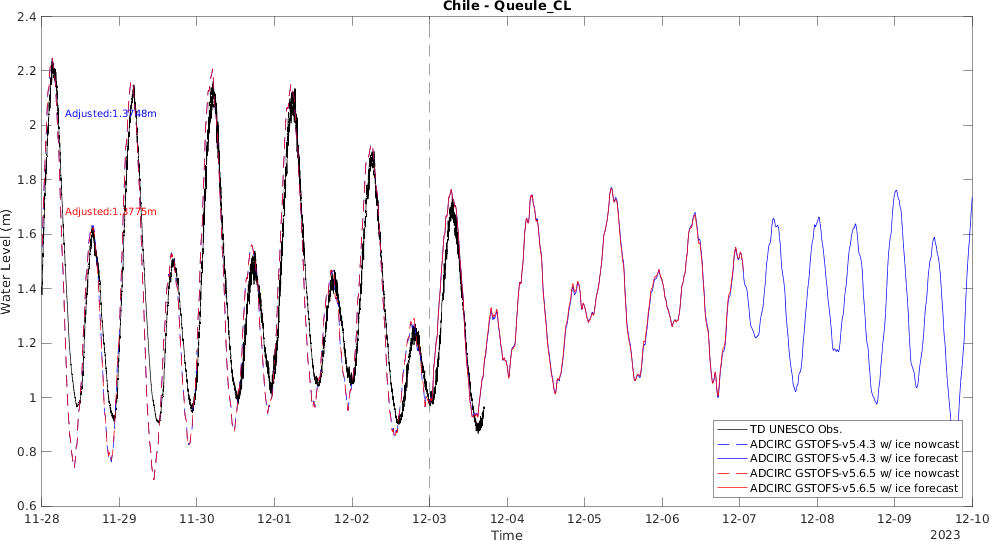 Chile - Queule_CL
2.4
2.2
2
1.8
1.6
1.4
1.2
1
0.8
0.6
Water Level (m)
Adjusted:1.3748m
Adjusted:1.3775m
TD UNESCO Obs.
ADCIRC GSTOFS-v5.4.3 w/ ice nowcast
ADCIRC GSTOFS-v5.4.3 w/ ice forecast
ADCIRC GSTOFS-v5.6.5 w/ ice nowcast
ADCIRC GSTOFS-v5.6.5 w/ ice forecast
11-28 11-29 11-30 12-01 12-02 12-03 12-04 12-05 12-06 12-07 12-08 12-09 12-10
Time
2023